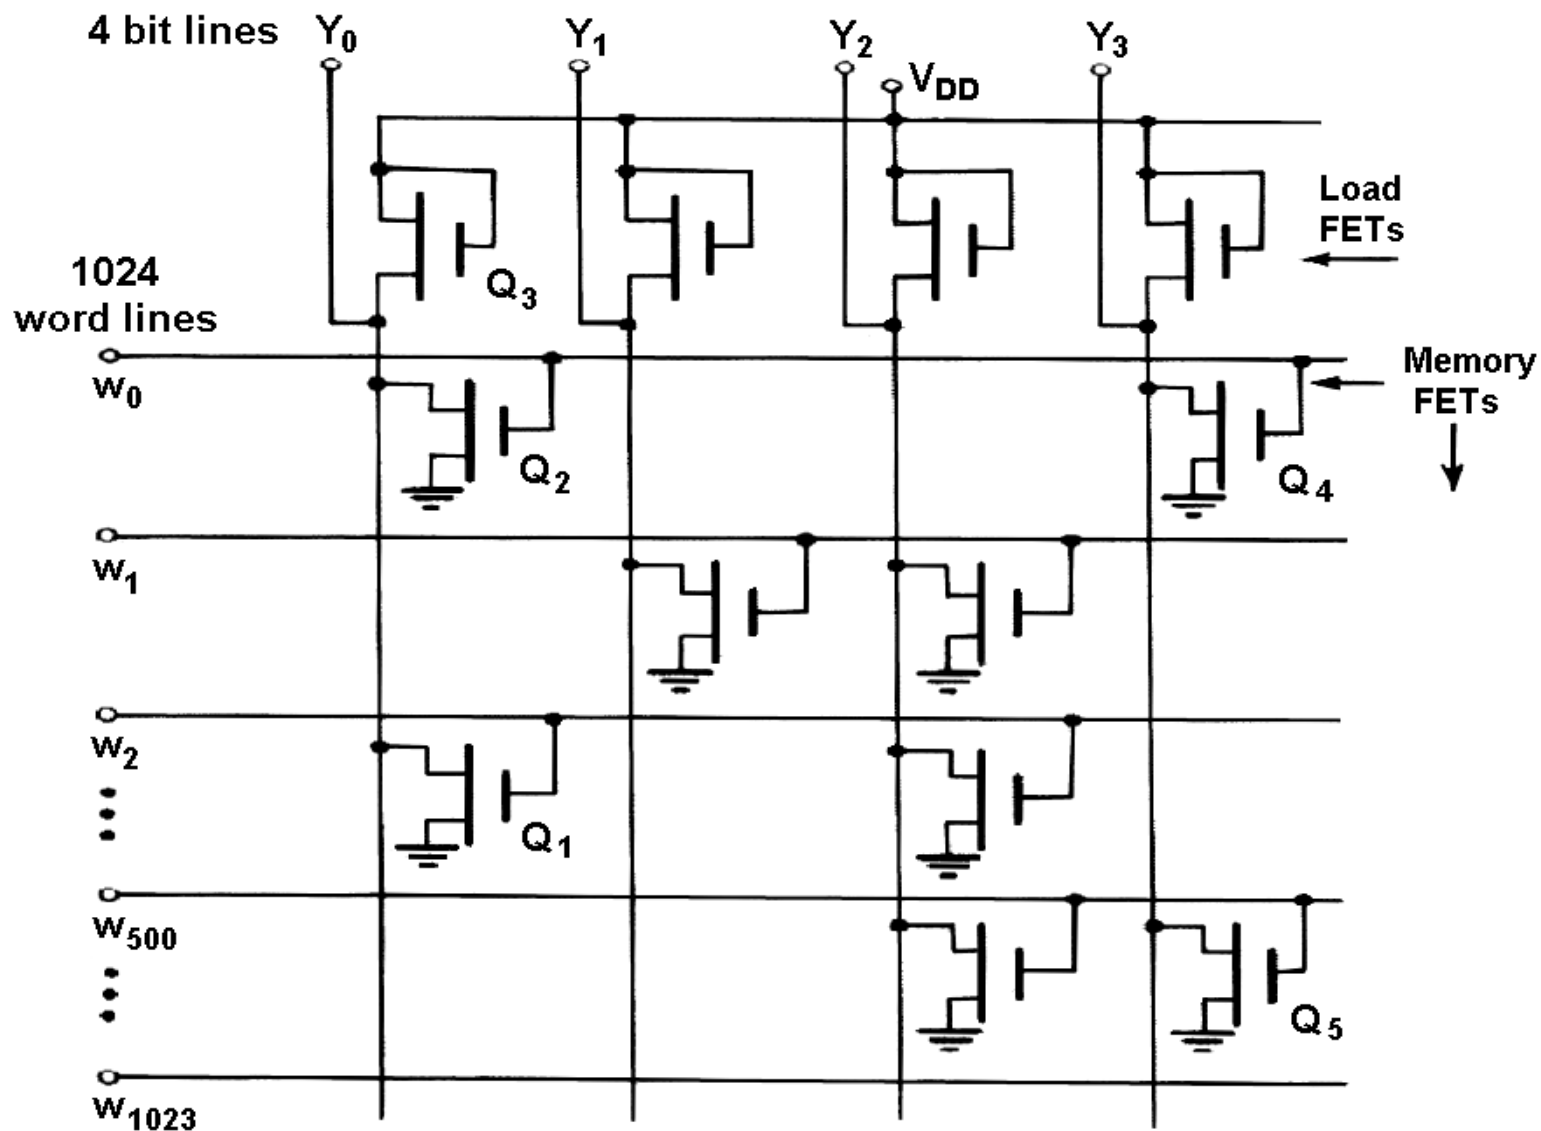 4 bit lines Y0 Y1 Y2 Y3
VDD
Load
FETs
Q3
1024
word lines
Memory
FETs
W0
Q2
Q4
W1
W2
Q1
W500
Q5
W1023